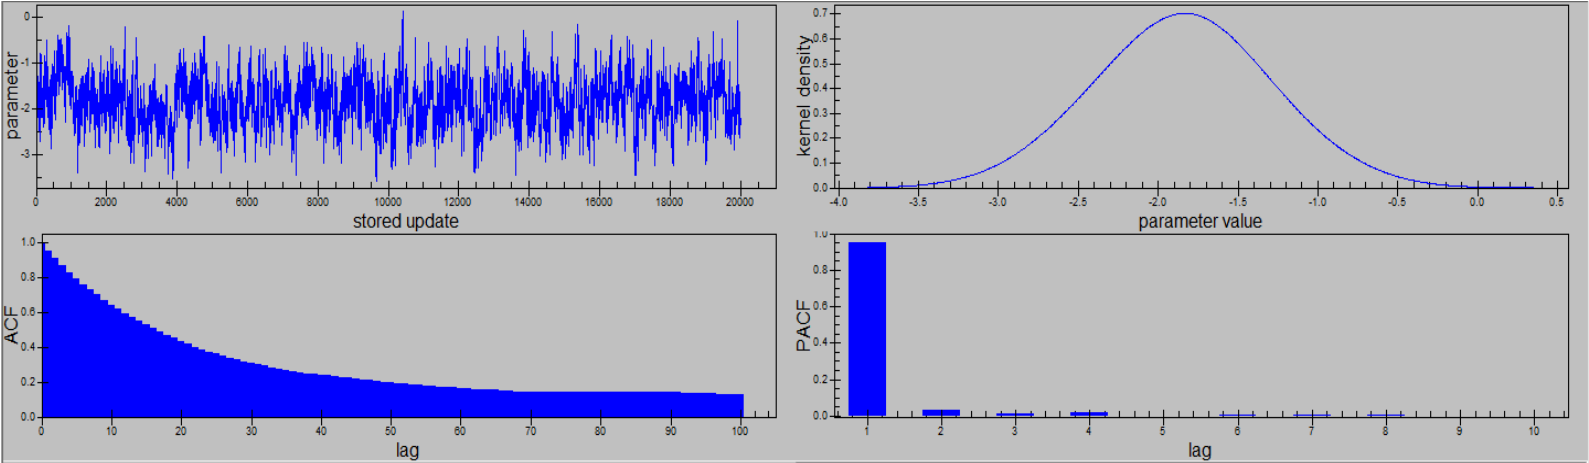 parameter
0
-1
-2
-3
0 2000 4000 6000 8000 10000 12000 14000 16000 18000 20000
stored update
kernel density
0.7
0.6
0.5
0.4
0.3
0.2
0.1
0.0
-4.0 -3.5 -3.0 -2.5 -2.0 -1.5 -1.0 -0.5 0.0 0.5
parameter value
ACF
1.0
0.8
0.6
0.4
0.2
0.0
0 10 20 30 40 50 60 70 80 90 100
lag
PACF
1.0
0.8
0.6
0.4
0.2
0.0
1 2 3 4 5 6 7 8 9 10
lag